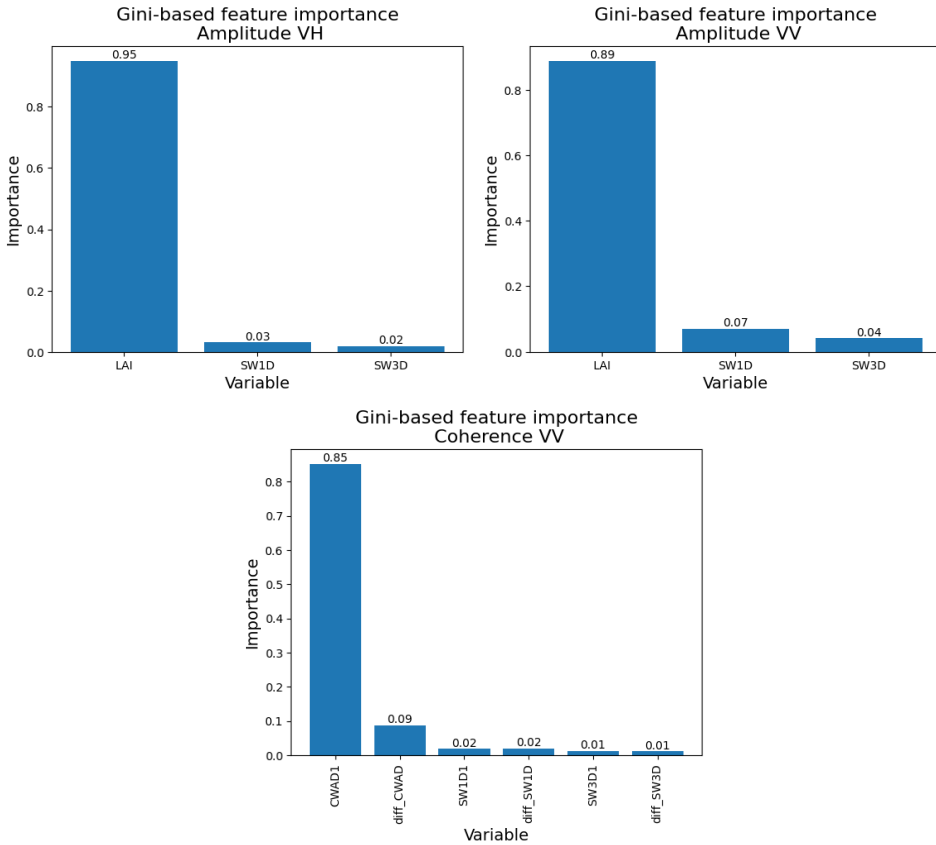 Gini-based feature importance
Amplitude VH
0.95
0.8
0.6
0.4
0.2
0.0
0.03
0.02
Importance
LAI
SW1D
SW3D
Variable
Gini-based feature importance
Amplitude VV
0.89
0.8
0.6
0.4
0.2
0.0
0.07
0.04
Importance
LAI
SW1D
SW3D
Variable
Gini-based feature importance
Coherence VV
0.85
0.8
0.7
0.6
0.5
0.4
0.3
0.2
0.1
0.0
0.09
0.02
0.02
0.01
0.01
Importance
CWAD1
diff_CWAD
SW1D1
diff_SW1D
SW3D1
diff_SW3D
Variable